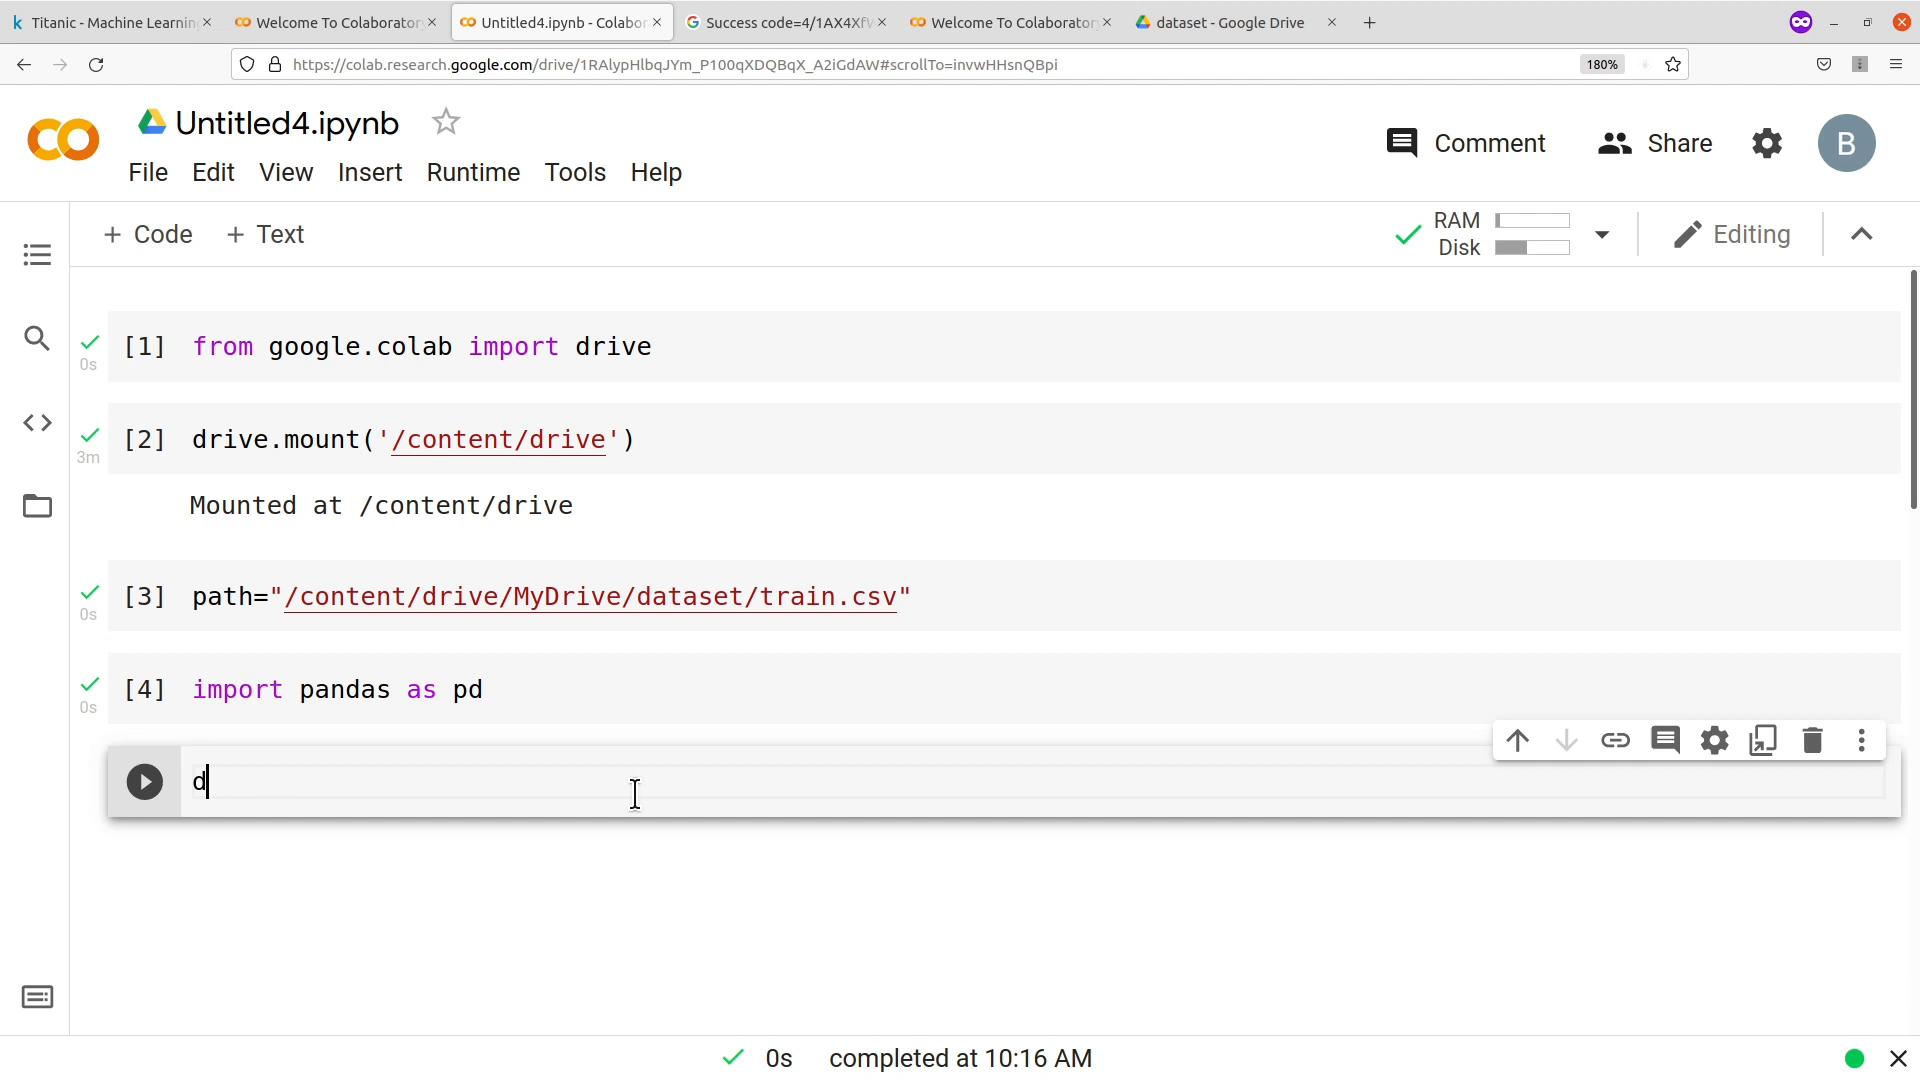 Titanic - Machine Learning
Welcome To Colaboratory
Untitled4.ipynb - Colabor
Success code=4/1AX4Xf
Welcome To Colaboratory
dataset - Google Drive
https://colab.research.google.com/drive/1RAlypHlbqJYm_P100qXDQBqX_A2iGdAW#scrollTo=invwHHsnQBpi
180%
Untitled4.ipynb
Comment
Share
B
File Edit View Insert Runtime Tools Help
+ Code + Text
RAM
Disk
Editing
[1] from google.colab import drive
0s
[2] drive.mount('/content/drive')
3m
Mounted at /content/drive
[3] path="/content/drive/MyDrive/dataset/train.csv"
0s
[4] import pandas as pd
0s
d
0s completed at 10:16 AM